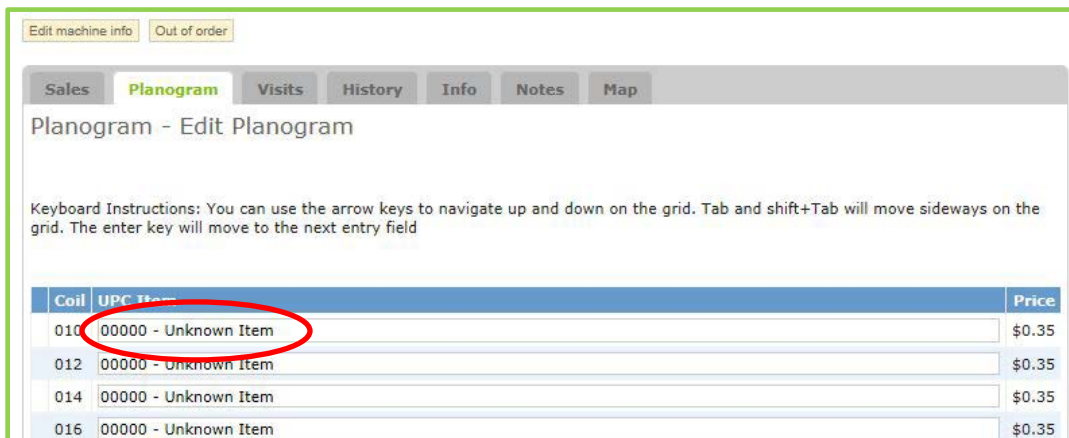 Edit machine info Out of order
Sales Planogram Visits History Info Notes Map
Planogram - Edit Planogram
Keyboard Instructions: You can use the arrow keys to navigate up and down on the grid. Tab and shift+Tab will move sideways on the
grid. The enter key will move to the next entry field
Coil UPC Item Price
010 00000 - Unknown Item $0.35
012 00000 - Unknown Item $0.35
014 00000 - Unknown Item $0.35
016 00000 - Unknown Item $0.35